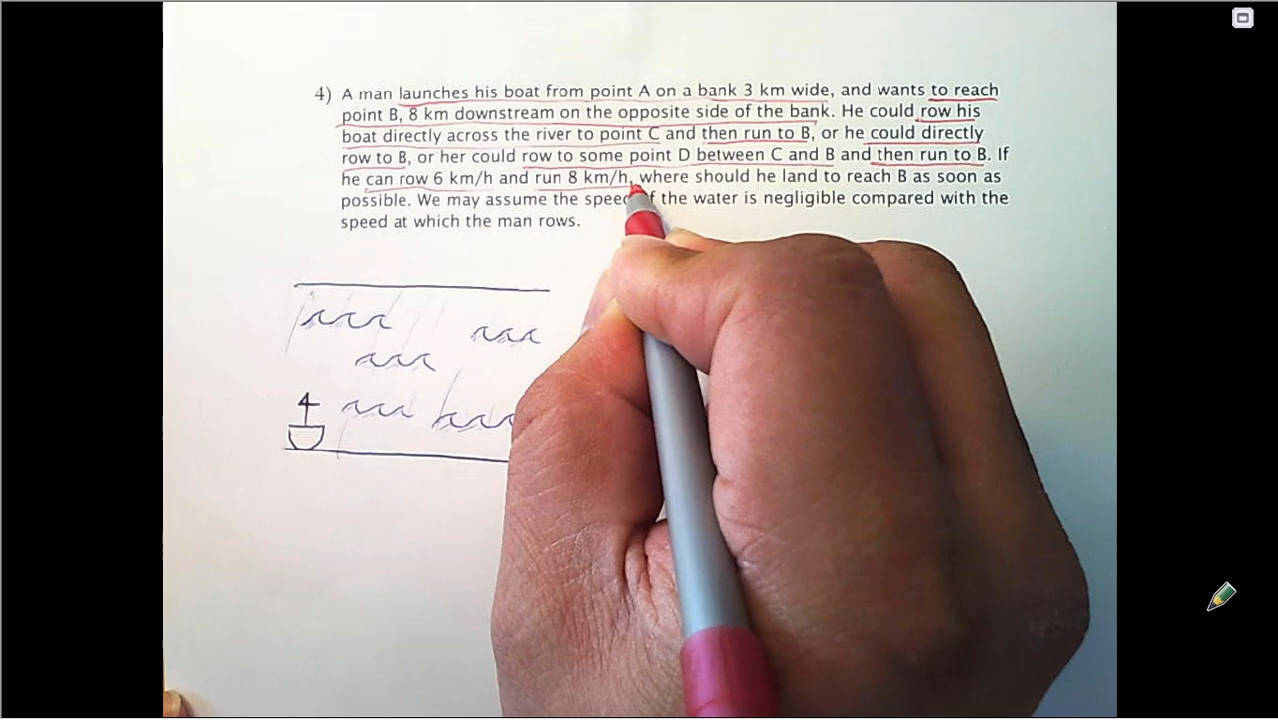 4) A man launches his boat from point A on a bank 3 km wide, and wants to reach
point B, 8 km downstream on the opposite side of the bank. He could row his
boat directly across the river to point C and then run to B, or he could directly
row to B, or her could row to some point D between C and B and then run to B. If
he can row 6 km/h and run 8 km/h, where should he land to reach B as soon as
possible. We may assume the speed of the water is negligible compared with the
speed at which the man rows.